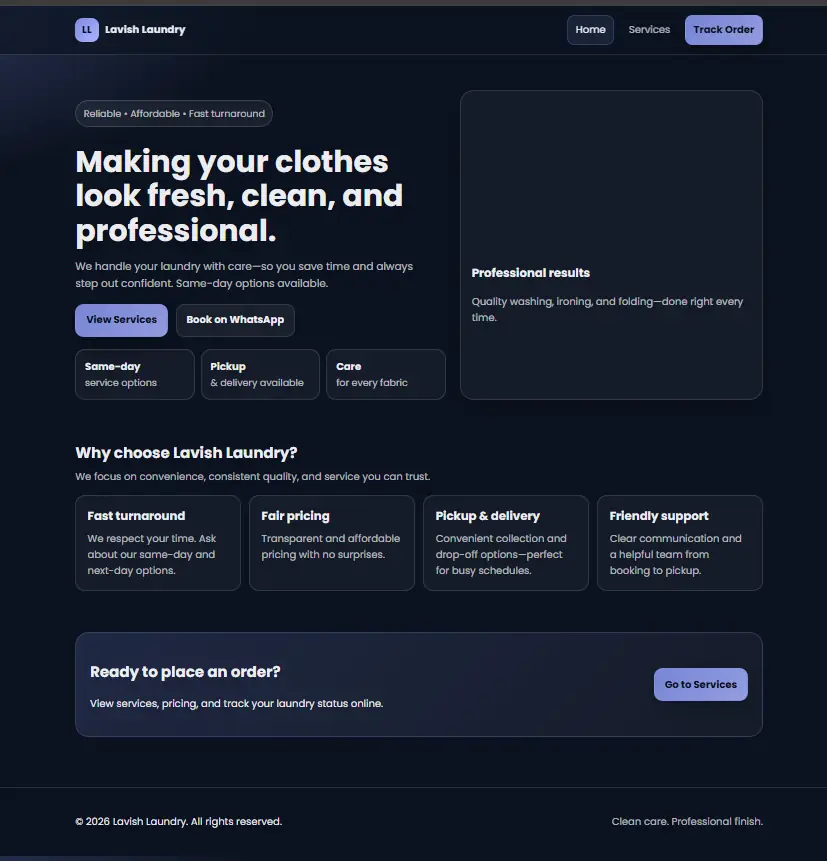 LL Lavish Laundry
Home Services Track Order
Reliable • Affordable • Fast turnaround
Making your clothes
look fresh, clean, and
professional.
We handle your laundry with care—so you save time and always
step out confident. Same-day options available.
View Services Book on WhatsApp
Same-day
service options
Pickup
& delivery available
Care
for every fabric
Professional results
Quality washing, ironing, and folding—done right every
time.
Why choose Lavish Laundry?
We focus on convenience, consistent quality, and service you can trust.
Fast turnaround
We respect your time. Ask
about our same-day and
next-day options.
Fair pricing
Transparent and affordable
pricing with no surprises.
Pickup & delivery
Convenient collection and
drop-off options—perfect
for busy schedules.
Friendly support
Clear communication and
a helpful team from
booking to pickup.
Ready to place an order?
View services, pricing, and track your laundry status online.
Go to Services
© 2026 Lavish Laundry. All rights reserved.
Clean care. Professional finish.